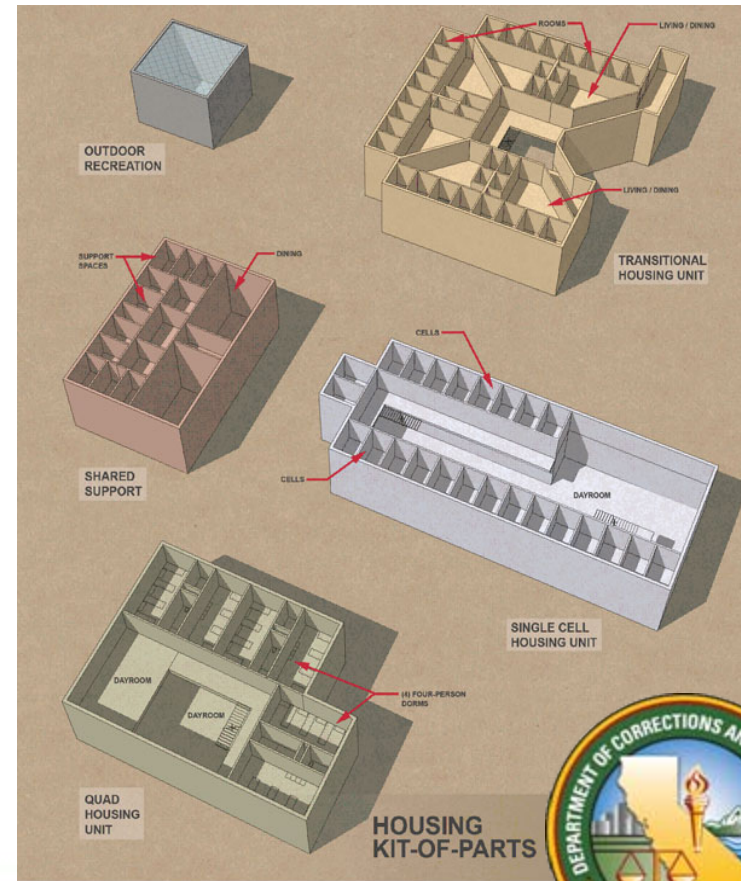 ROOMS
LIVING / DINING
OUTDOOR
RECREATION
LIVING / DINING
TRANSITIONAL
HOUSING UNIT
SUPPORT
SPACES
DINING
CELLS
SHARED
SUPPORT
CELLS
DAYROOM
SINGLE CELL
HOUSING UNIT
DAYROOM
DAYROOM
(4) FOUR-PERSON
DORMS
QUAD
HOUSING
UNIT
HOUSING
KIT-OF-PARTS
DEPARTMENT OF CORRECTIONS